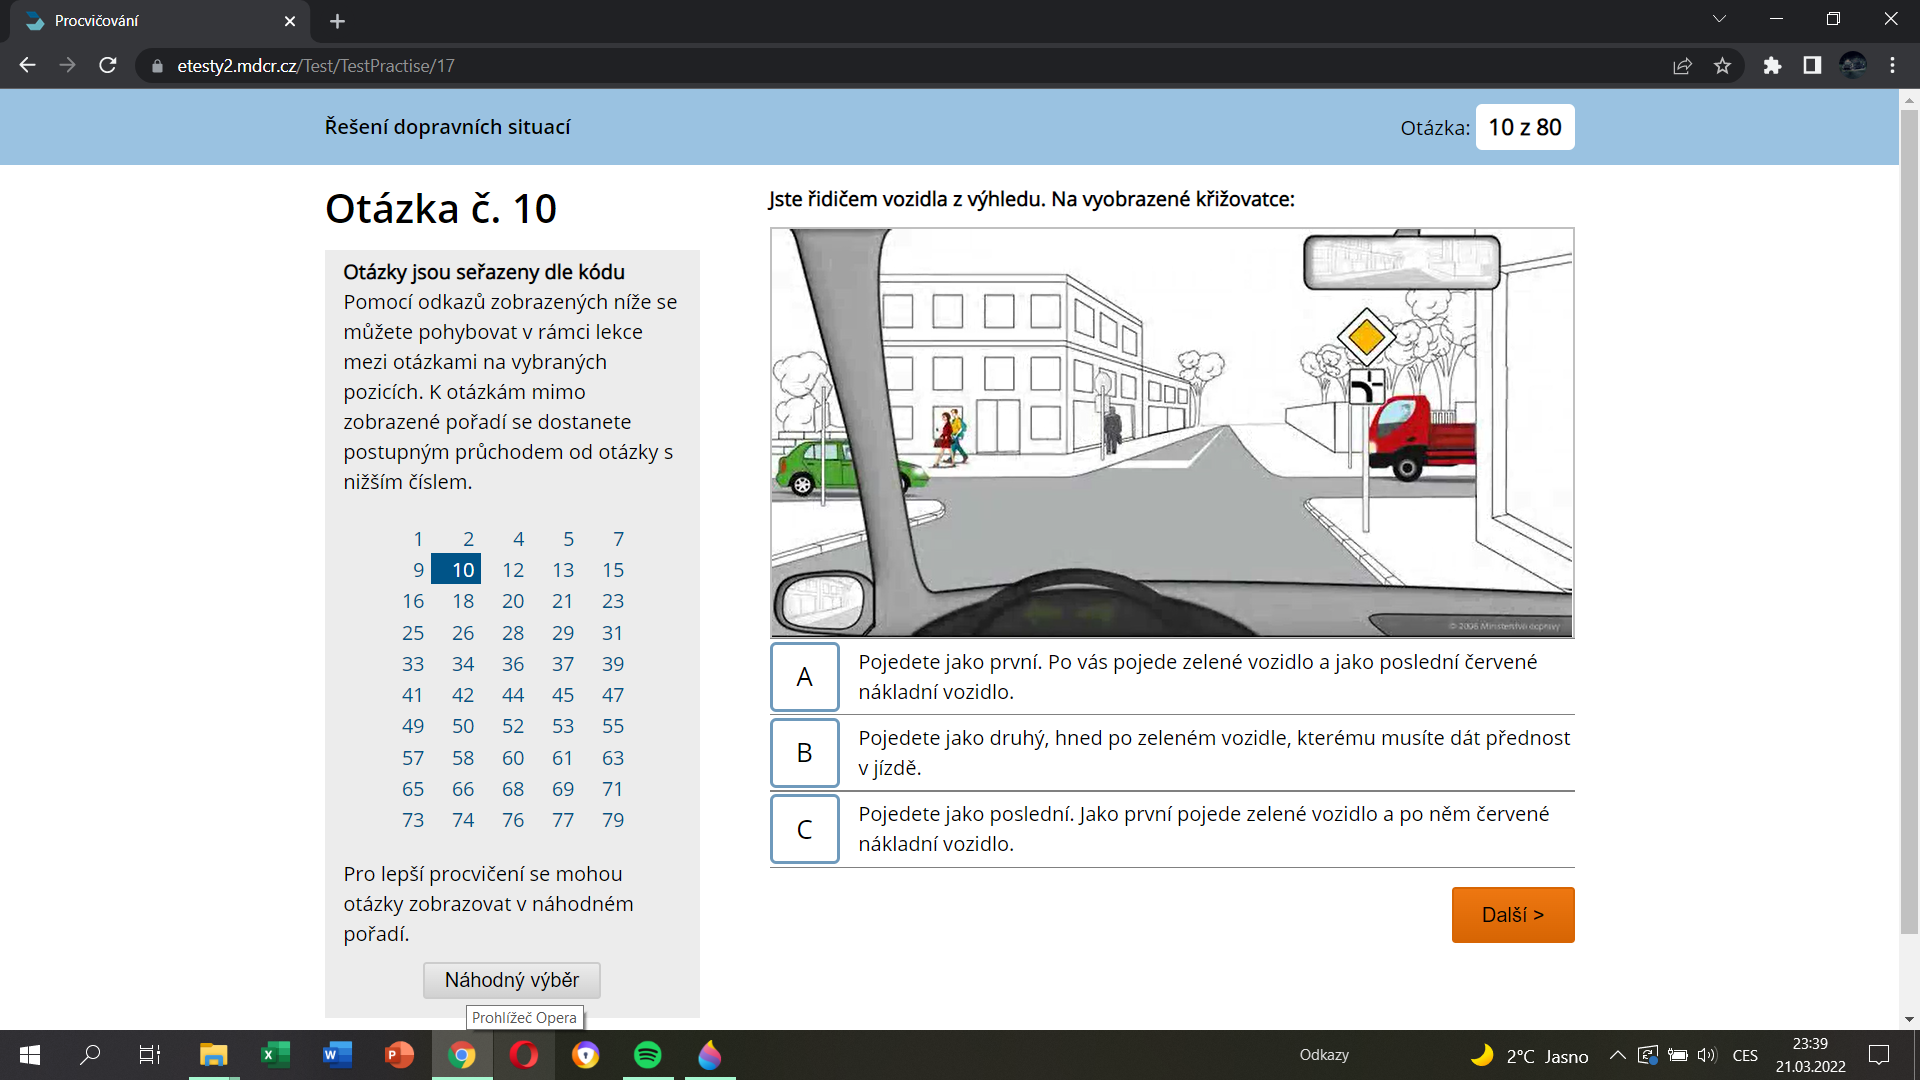 Procvičování
etesty2.mdcr.cz/Test/TestPractise/17
Řešení dopravních situací
Otázka: 10 z 80
Otázka č. 10
Otázky jsou seřazeny dle kódu
Pomocí odkazů zobrazených níže se
můžete pohybovat v rámci lekce
mezi otázkami na vybraných
pozicích. K otázkám mimo
zobrazené pořadí se dostanete
postupným průchodem od otázky s
nižším číslem.
1 2 4 5 7
9 10 12 13 15
16 18 20 21 23
25 26 28 29 31
33 34 36 37 39
41 42 44 45 47
49 50 52 53 55
57 58 60 61 63
65 66 68 69 71
73 74 76 77 79
Pro lepší procvičení se mohou
otázky zobrazovat v náhodném
pořadí.
Náhodný výběr
Prohlížeč Opera
Jste řidičem vozidla z výhledu. Na vyobrazené křižovatce:
© 2006 Ministerstvo dopravy
A Pojedete jako první. Po vás pojede zelené vozidlo a jako poslední červené
nákladní vozidlo.
B Pojedete jako druhý, hned po zeleném vozidle, kterému musíte dát přednost
v jízdě.
C Pojedete jako poslední. Jako první pojede zelené vozidlo a po něm červené
nákladní vozidlo.
Další >
Odkazy
2°C Jasno
CES
23:39
21.03.2022